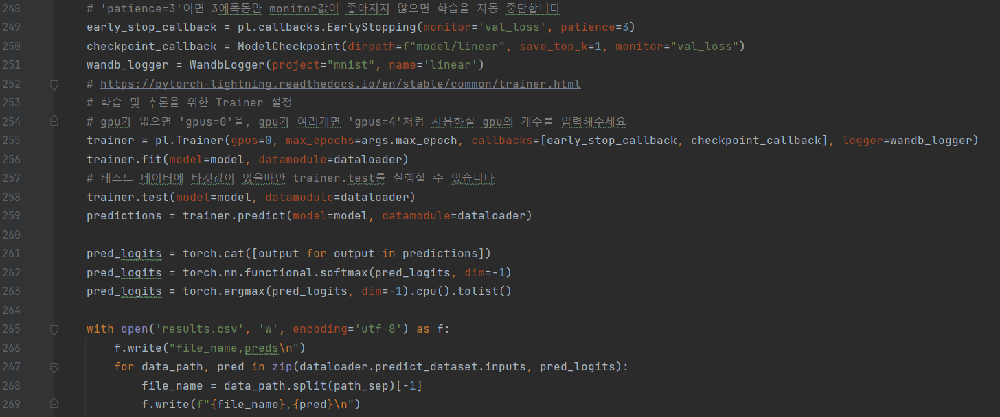 248 # 'patience=3'이면 3에폭동안 monitor값이 좋아지지 않으면 학습을 자동 중단합니다
249 early_stop_callback = pl.callbacks.EarlyStopping(monitor='val_loss', patience=3)
250 checkpoint_callback = ModelCheckpoint(dirpath=f"model/linear", save_top_k=1, monitor="val_loss")
251 wandb_logger = WandbLogger(project="mnist", name='linear')
252 # https://pytorch-lightning.readthedocs.io/en/stable/common/trainer.html
253 # 학습 및 추론을 위한 Trainer 설정
254 # gpu가 없으면 'gpus=0'을, gpu가 여러개면 'gpus=4'처럼 사용하실 gpu의 개수를 입력해주세요
255 trainer = pl.Trainer(gpus=0, max_epochs=args.max_epoch, callbacks=[early_stop_callback, checkpoint_callback], logger=wandb_logger)
256 trainer.fit(model=model, datamodule=dataloader)
257 # 테스트 데이터에 타겟값이 있을때만 trainer.test를 실행할 수 있습니다
258 trainer.test(model=model, datamodule=dataloader)
259 predictions = trainer.predict(model=model, datamodule=dataloader)
260
261 pred_logits = torch.cat([output for output in predictions])
262 pred_logits = torch.nn.functional.softmax(pred_logits, dim=-1)
263 pred_logits = torch.argmax(pred_logits, dim=-1).cpu().tolist()
264
265 with open('results.csv', 'w', encoding='utf-8') as f:
266 f.write("file_name,preds\n")
267 for data_path, pred in zip(dataloader.predict_dataset.inputs, pred_logits):
268 file_name = data_path.split(path_sep)[-1]
269 f.write(f"{file_name},{pred}\n")